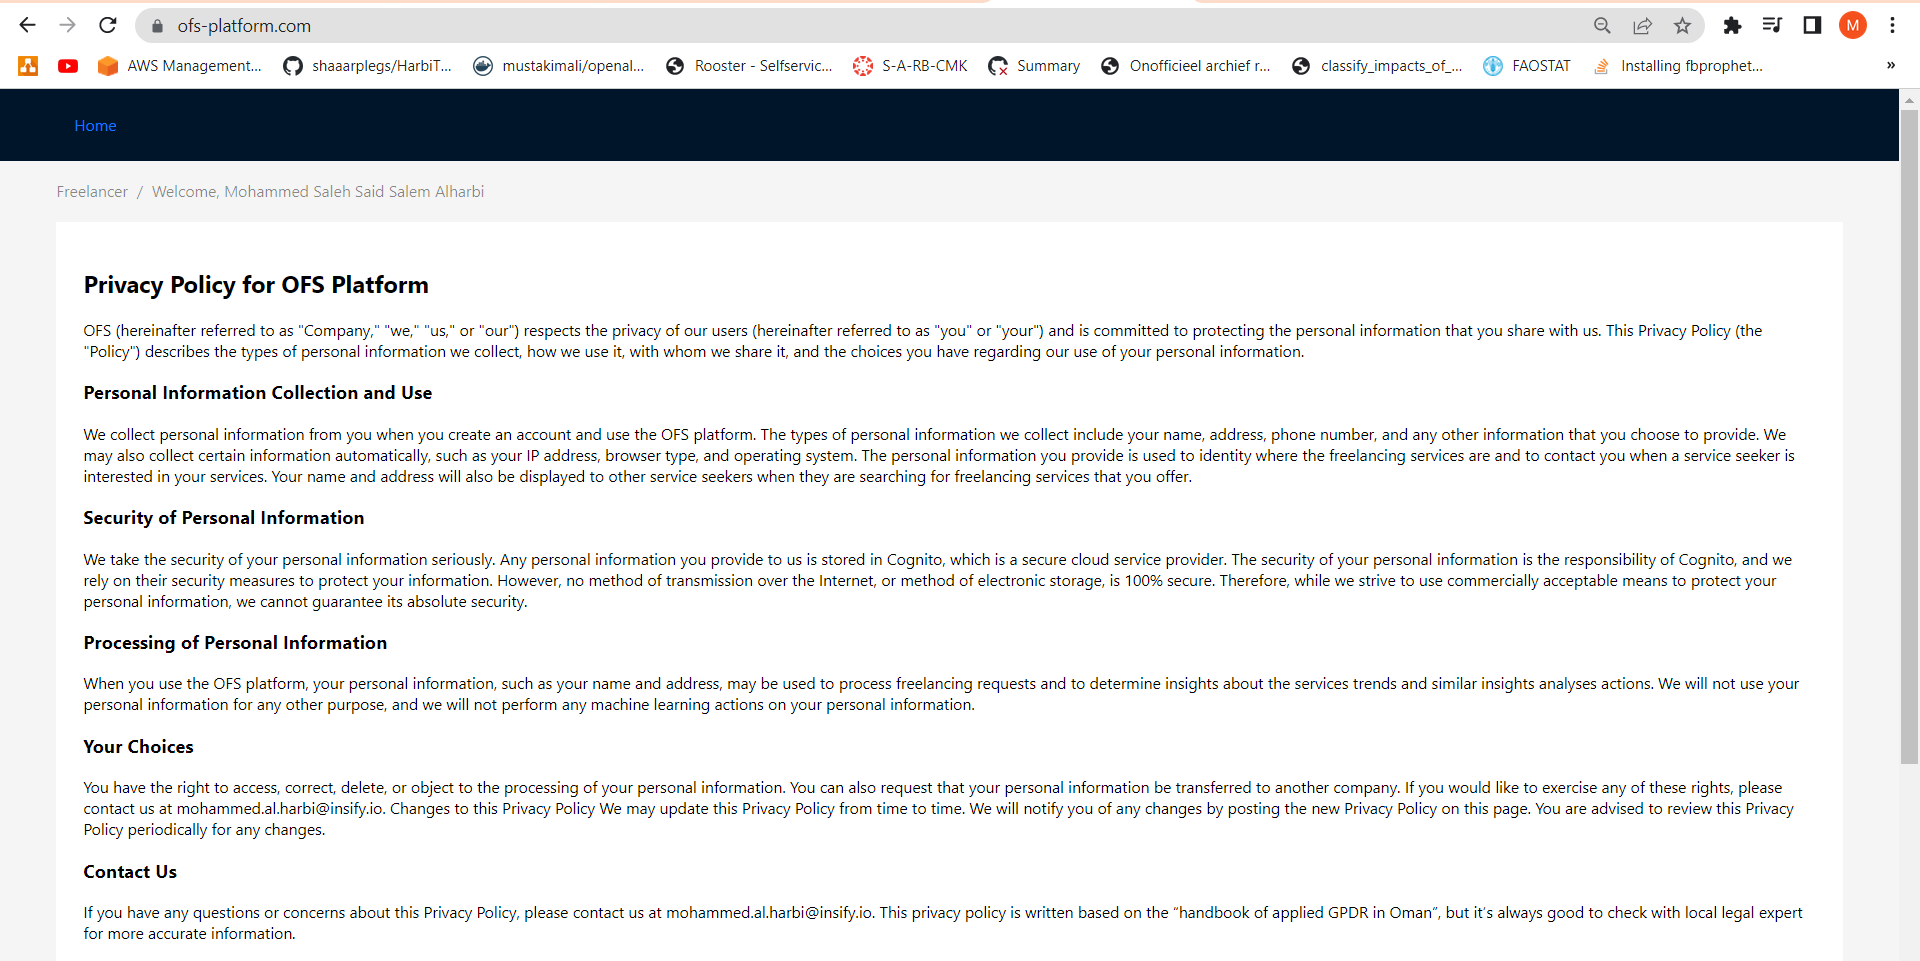 ofs-platform.com
M
AWS Management...
shaaarplegs/HarbiT...
mustakimali/openal...
Rooster - Selfservic...
S-A-RB-CMK
Summary
Onofficieel archief r...
classify_impacts_of_...
FAOSTAT
Installing fbprophet...
»
Home
Freelancer / Welcome, Mohammed Saleh Said Salem Alharbi
Privacy Policy for OFS Platform
OFS (hereinafter referred to as "Company," "we," "us," or "our") respects the privacy of our users (hereinafter referred to as "you" or "your") and is committed to protecting the personal information that you share with us. This Privacy Policy (the
"Policy") describes the types of personal information we collect, how we use it, with whom we share it, and the choices you have regarding our use of your personal information.
Personal Information Collection and Use
We collect personal information from you when you create an account and use the OFS platform. The types of personal information we collect include your name, address, phone number, and any other information that you choose to provide. We
may also collect certain information automatically, such as your IP address, browser type, and operating system. The personal information you provide is used to identity where the freelancing services are and to contact you when a service seeker is
interested in your services. Your name and address will also be displayed to other service seekers when they are searching for freelancing services that you offer.
Security of Personal Information
We take the security of your personal information seriously. Any personal information you provide to us is stored in Cognito, which is a secure cloud service provider. The security of your personal information is the responsibility of Cognito, and we
rely on their security measures to protect your information. However, no method of transmission over the Internet, or method of electronic storage, is 100% secure. Therefore, while we strive to use commercially acceptable means to protect your
personal information, we cannot guarantee its absolute security.
Processing of Personal Information
When you use the OFS platform, your personal information, such as your name and address, may be used to process freelancing requests and to determine insights about the services trends and similar insights analyses actions. We will not use your
personal information for any other purpose, and we will not perform any machine learning actions on your personal information.
Your Choices
You have the right to access, correct, delete, or object to the processing of your personal information. You can also request that your personal information be transferred to another company. If you would like to exercise any of these rights, please
contact us at mohammed.al.harbi@insify.io. Changes to this Privacy Policy We may update this Privacy Policy from time to time. We will notify you of any changes by posting the new Privacy Policy on this page. You are advised to review this Privacy
Policy periodically for any changes.
Contact Us
If you have any questions or concerns about this Privacy Policy, please contact us at mohammed.al.harbi@insify.io. This privacy policy is written based on the “handbook of applied GPDR in Oman”, but it’s always good to check with local legal expert
for more accurate information.